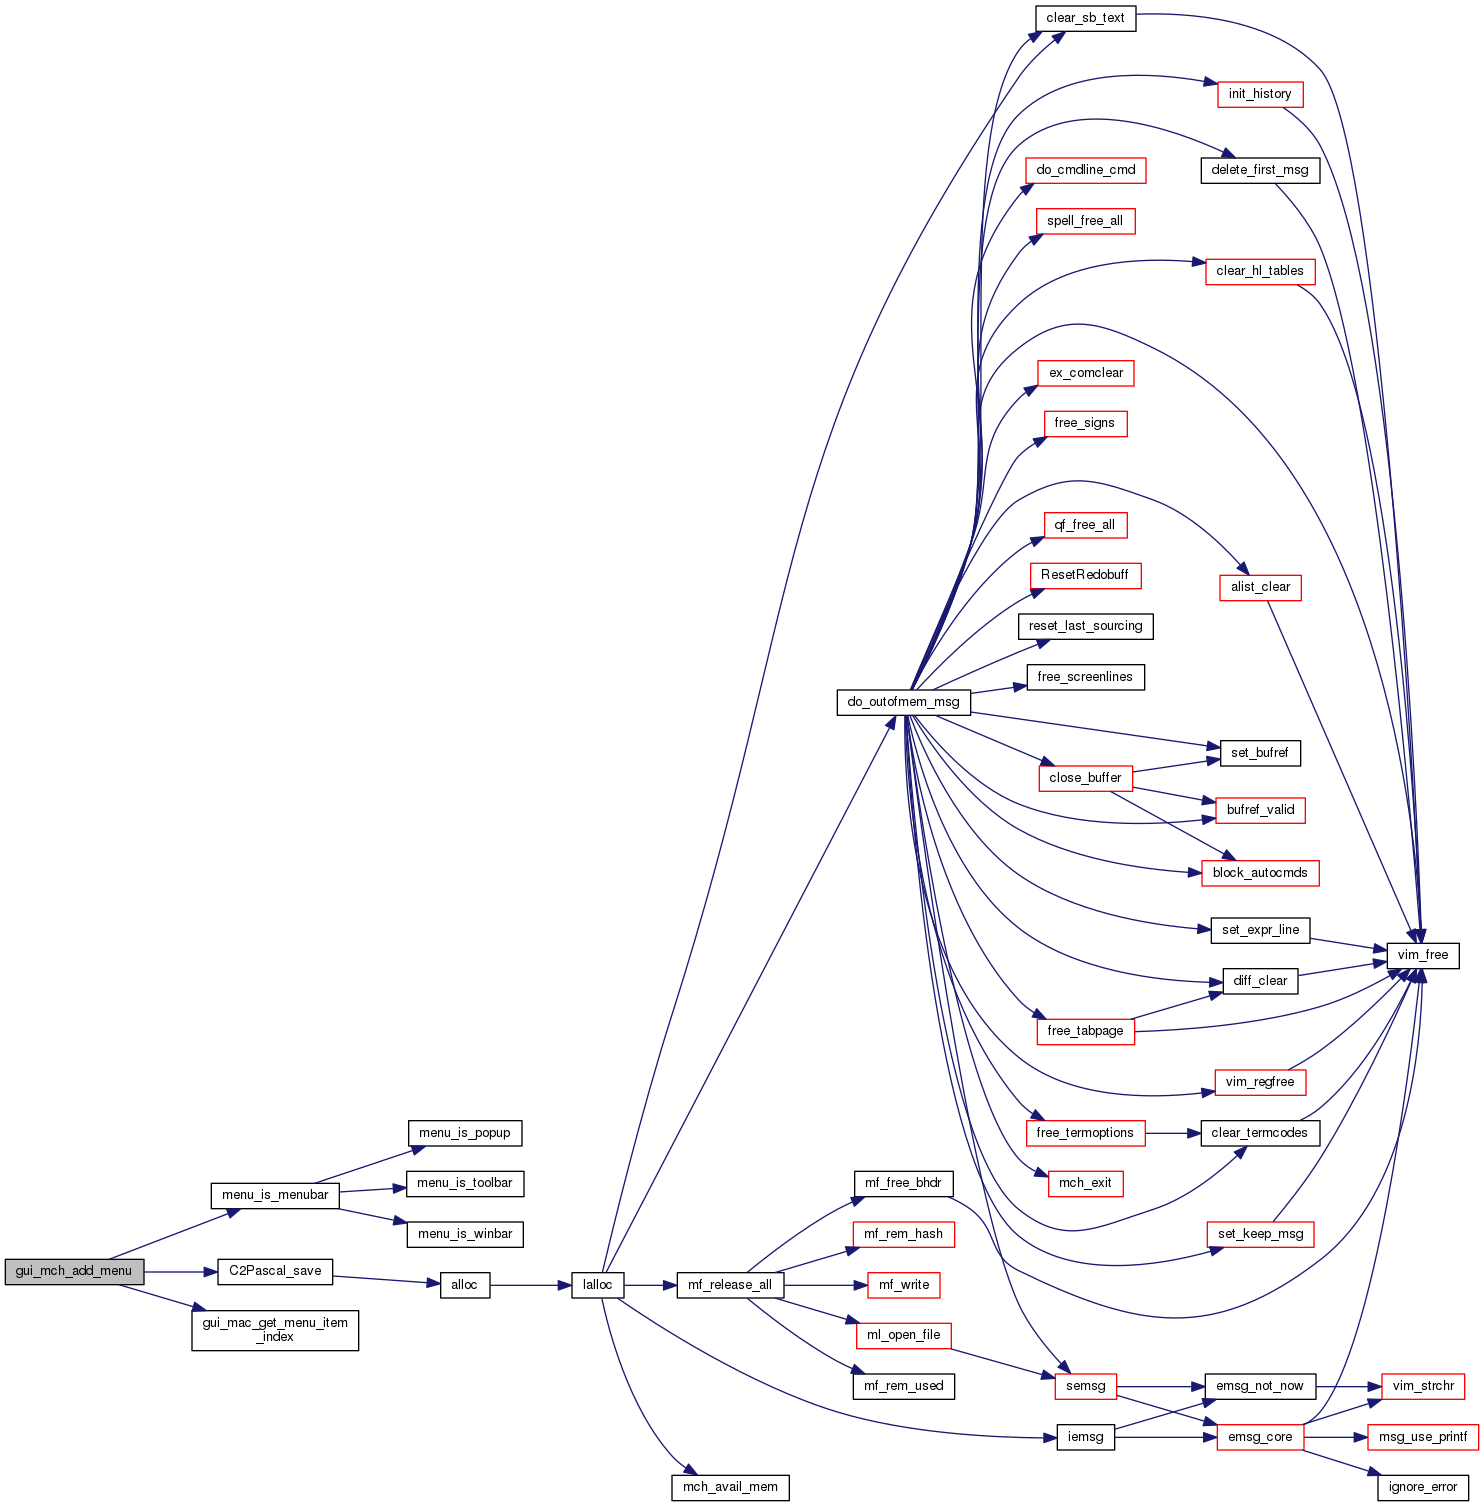 clear_sb_text
init_history
do_cmdline_cmd
delete_first_msg
spell_free_all
clear_hl_tables
ex_comclear
free_signs
qf_free_all
ResetRedobuff
alist_clear
reset_last_sourcing
free_screenlines
do_outofmem_msg
set_bufref
close_buffer
bufref_valid
block_autocmds
set_expr_line
vim_free
diff_clear
free_tabpage
vim_regfree
free_termoptions
clear_termcodes
menu_is_popup
menu_is_toolbar
mf_free_bhdr
mch_exit
menu_is_menubar
menu_is_winbar
mf_rem_hash
set_keep_msg
gui_mch_add_menu
C2Pascal_save
alloc
lalloc
mf_release_all
mf_write
gui_mac_get_menu_item
_index
ml_open_file
mf_rem_used
semsg
emsg_not_now
vim_strchr
iemsg
emsg_core
msg_use_printf
mch_avail_mem
ignore_error